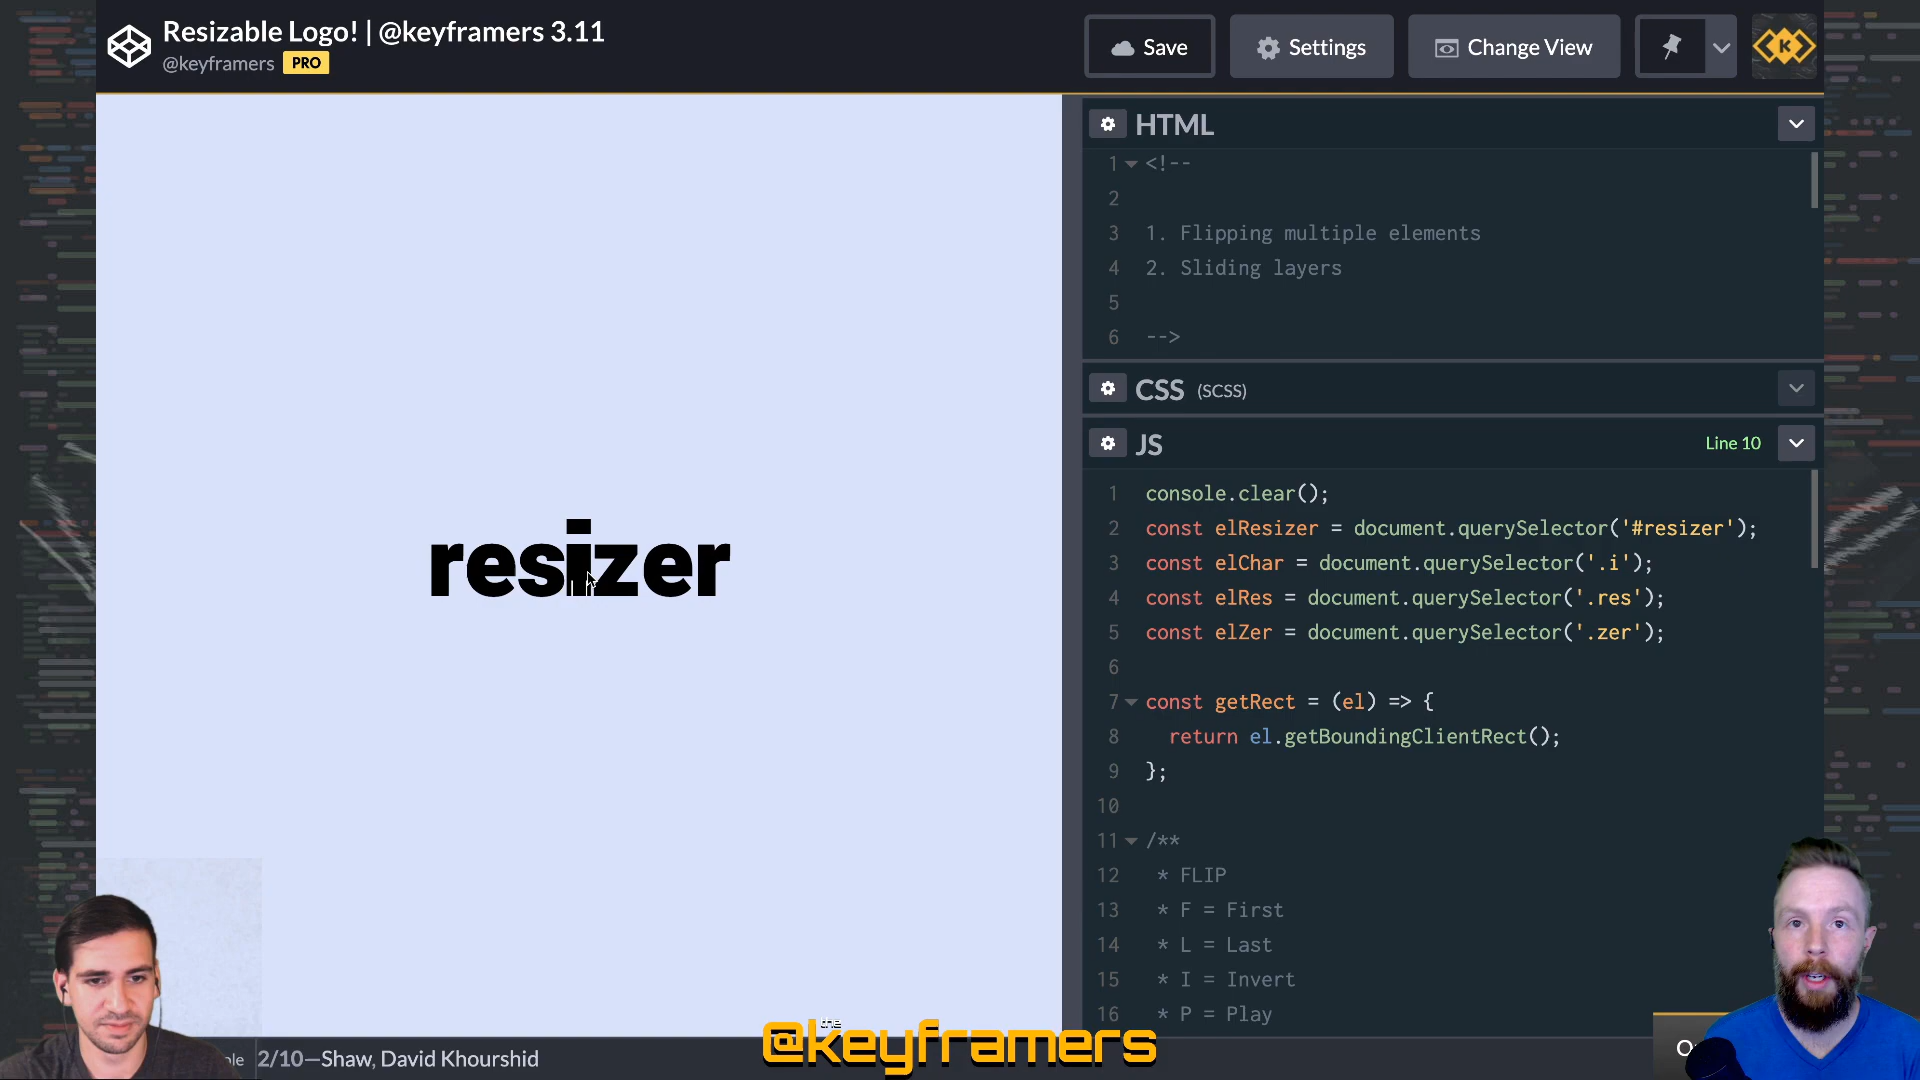 Resizable Logo! | @keyframers 3.11
@keyframers PRO
Save
Settings
Change View
K
HTML
1 <!--
2
3 1. Flipping multiple elements
4 2. Sliding layers
5
6 -->
CSS (SCSS)
JS
Line 10
1 console.clear();
2 const elResizer = document.querySelector('#resizer');
3 const elChar = document.querySelector('.i');
4 const elRes = document.querySelector('.res');
5 const elZer = document.querySelector('.zer');
6
7 const getRect = (el) => {
8 return el.getBoundingClientRect();
9 };
10
11 /**
12 * FLIP
13 * F = First
14 * L = Last
15 * I = Invert
16 * P = Play
resizer
2/10—Shaw, David Khourshid
the
@keyframers